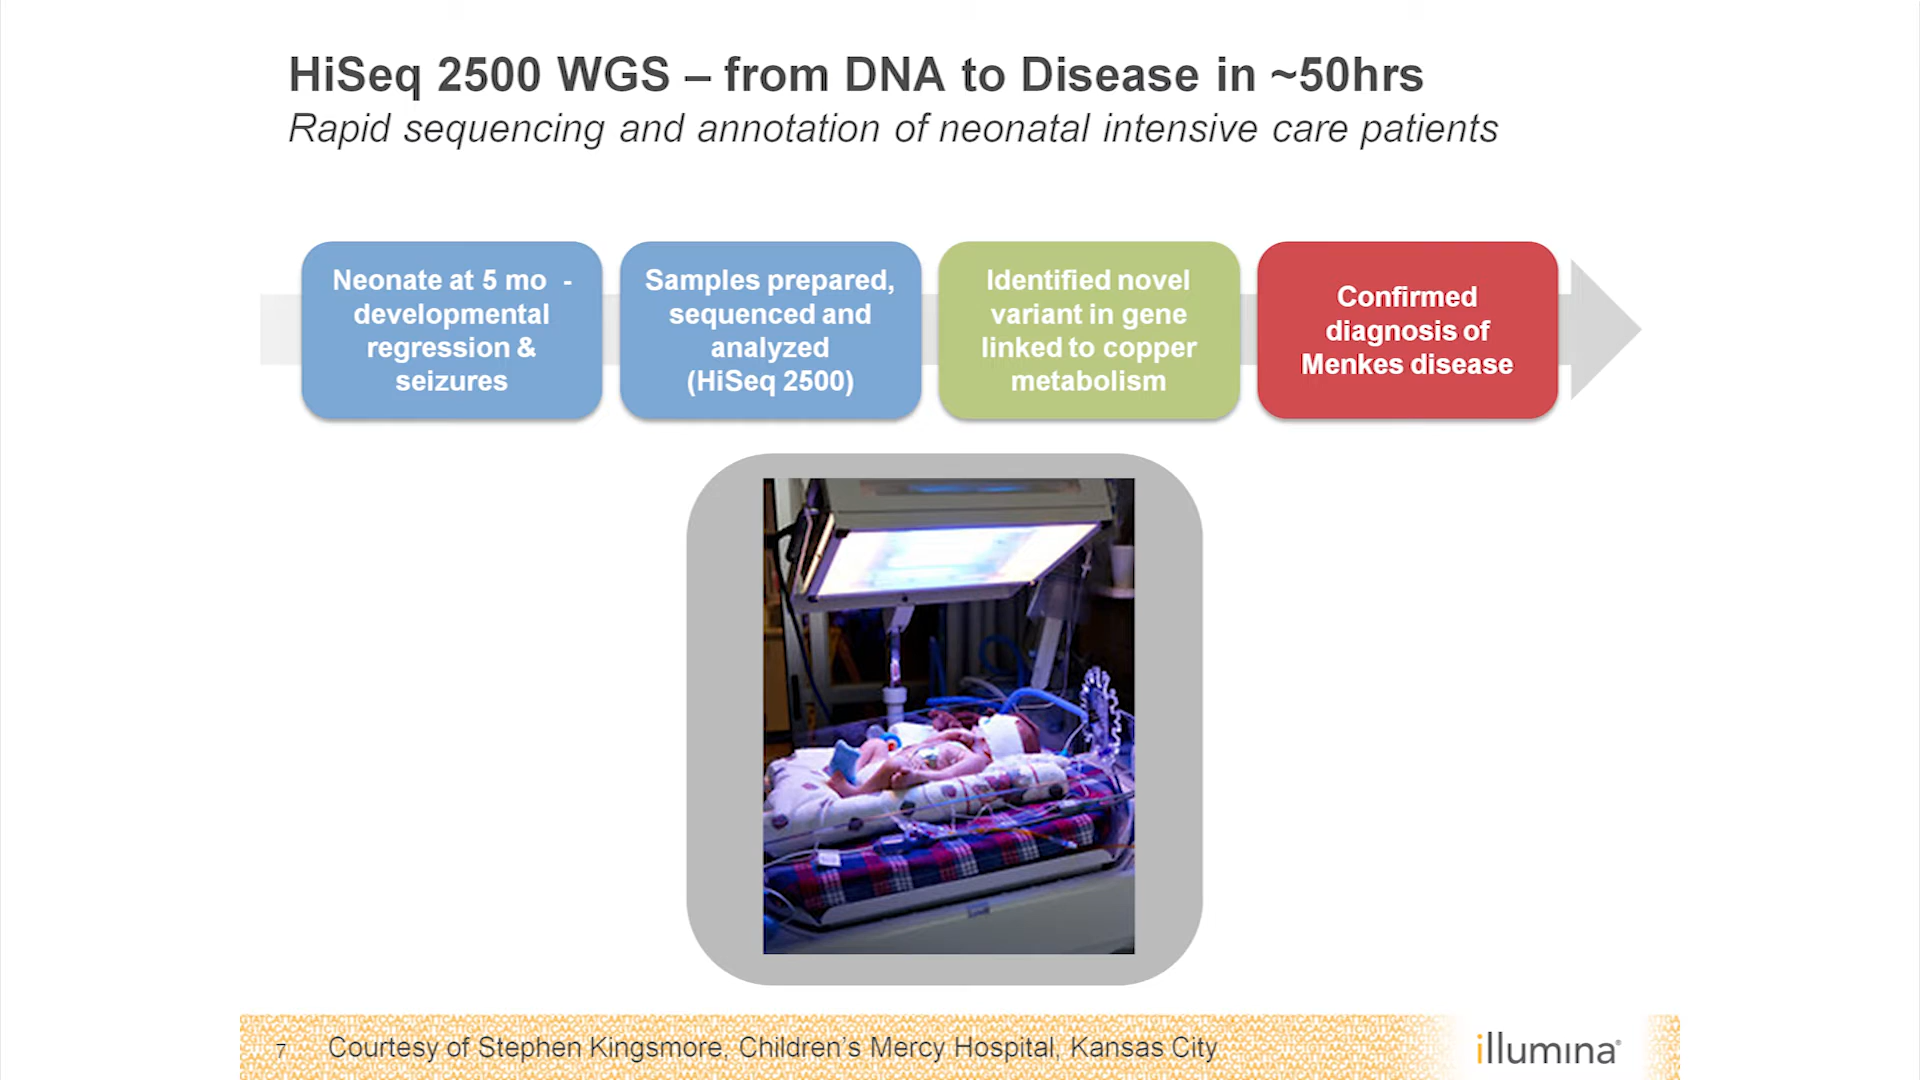 HiSeq 2500 WGS – from DNA to Disease in ~50hrs
Rapid sequencing and annotation of neonatal intensive care patients
Neonate at 5 mo -
developmental
regression &
seizures
Samples prepared,
sequenced and
analyzed
(HiSeq 2500)
Identified novel
variant in gene
linked to copper
metabolism
Confirmed
diagnosis of
Menkes disease
7
Courtesy of Stephen Kingsmore, Children's Mercy Hospital, Kansas City
illumina®